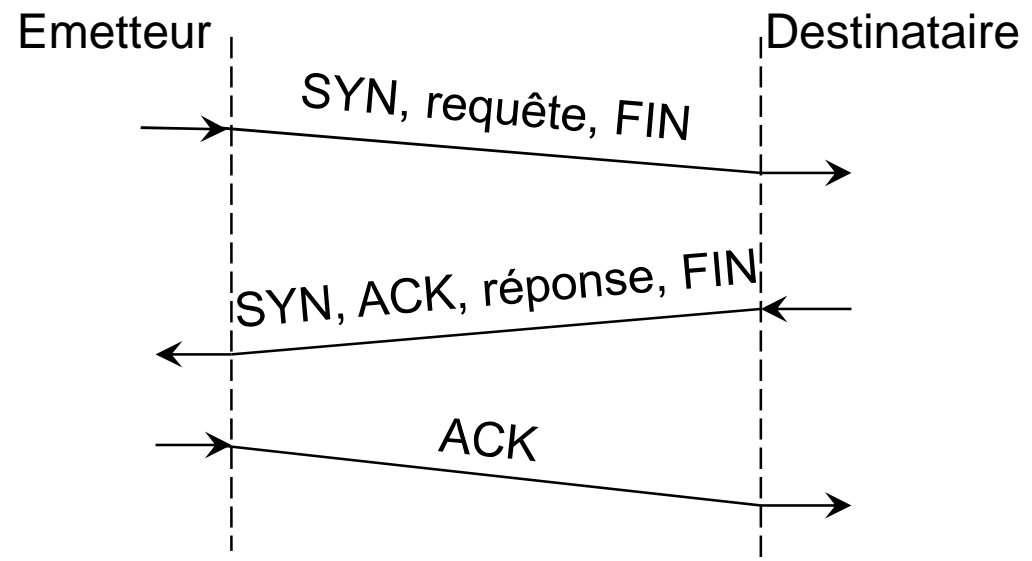 Emetteur
Destinataire
SYN, requête, FIN
SYN, ACK, réponse, FIN
ACK